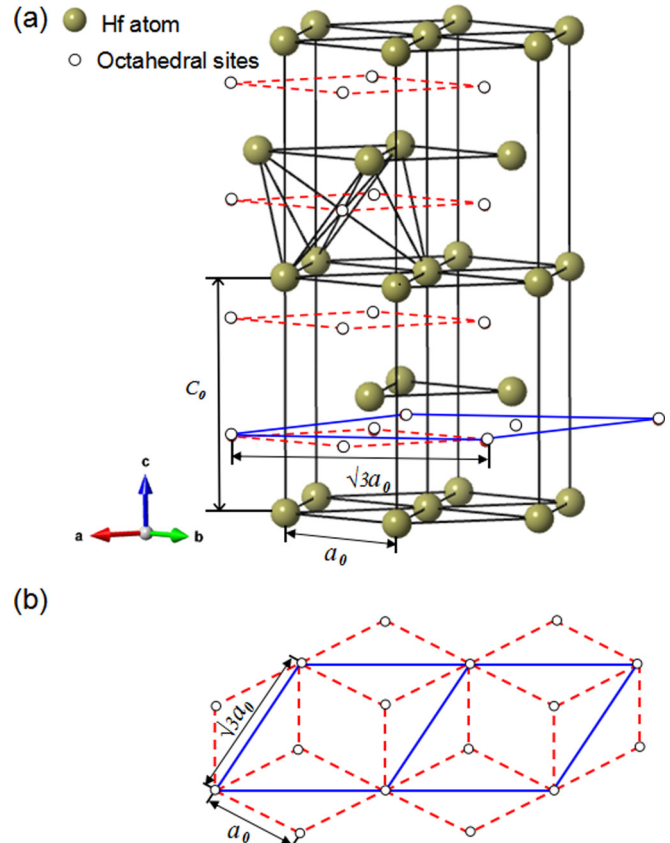 (a)
Hf atom
Octahedral sites
C₀
√3a₀
a₀
c
a
b
(b)
√3a₀
a₀